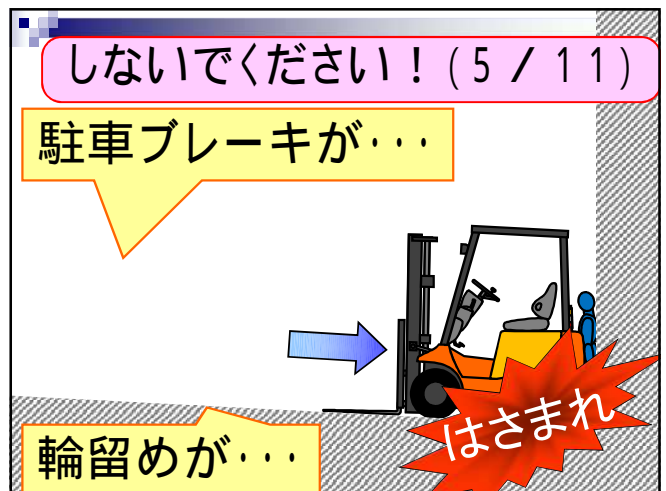 しないでください！(５／１１)
駐車ブレーキが・・・
はさまれ
輪留めが・・・